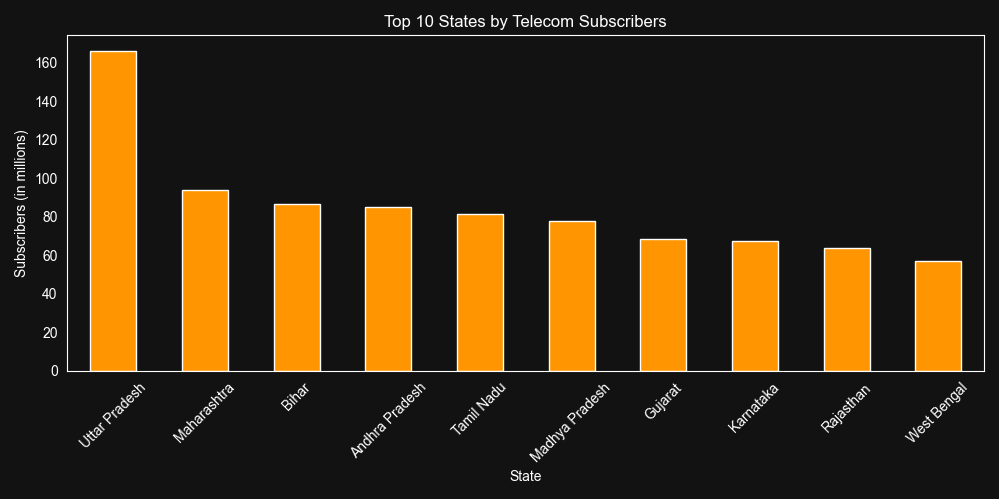 Top 10 States by Telecom Subscribers
Subscribers (in millions)
160
140
120
100
80
60
40
20
0
Uttar Pradesh
Maharashtra
Bihar
Andhra Pradesh
Tamil Nadu
Madhya Pradesh
Gujarat
Karnataka
Rajasthan
West Bengal
State